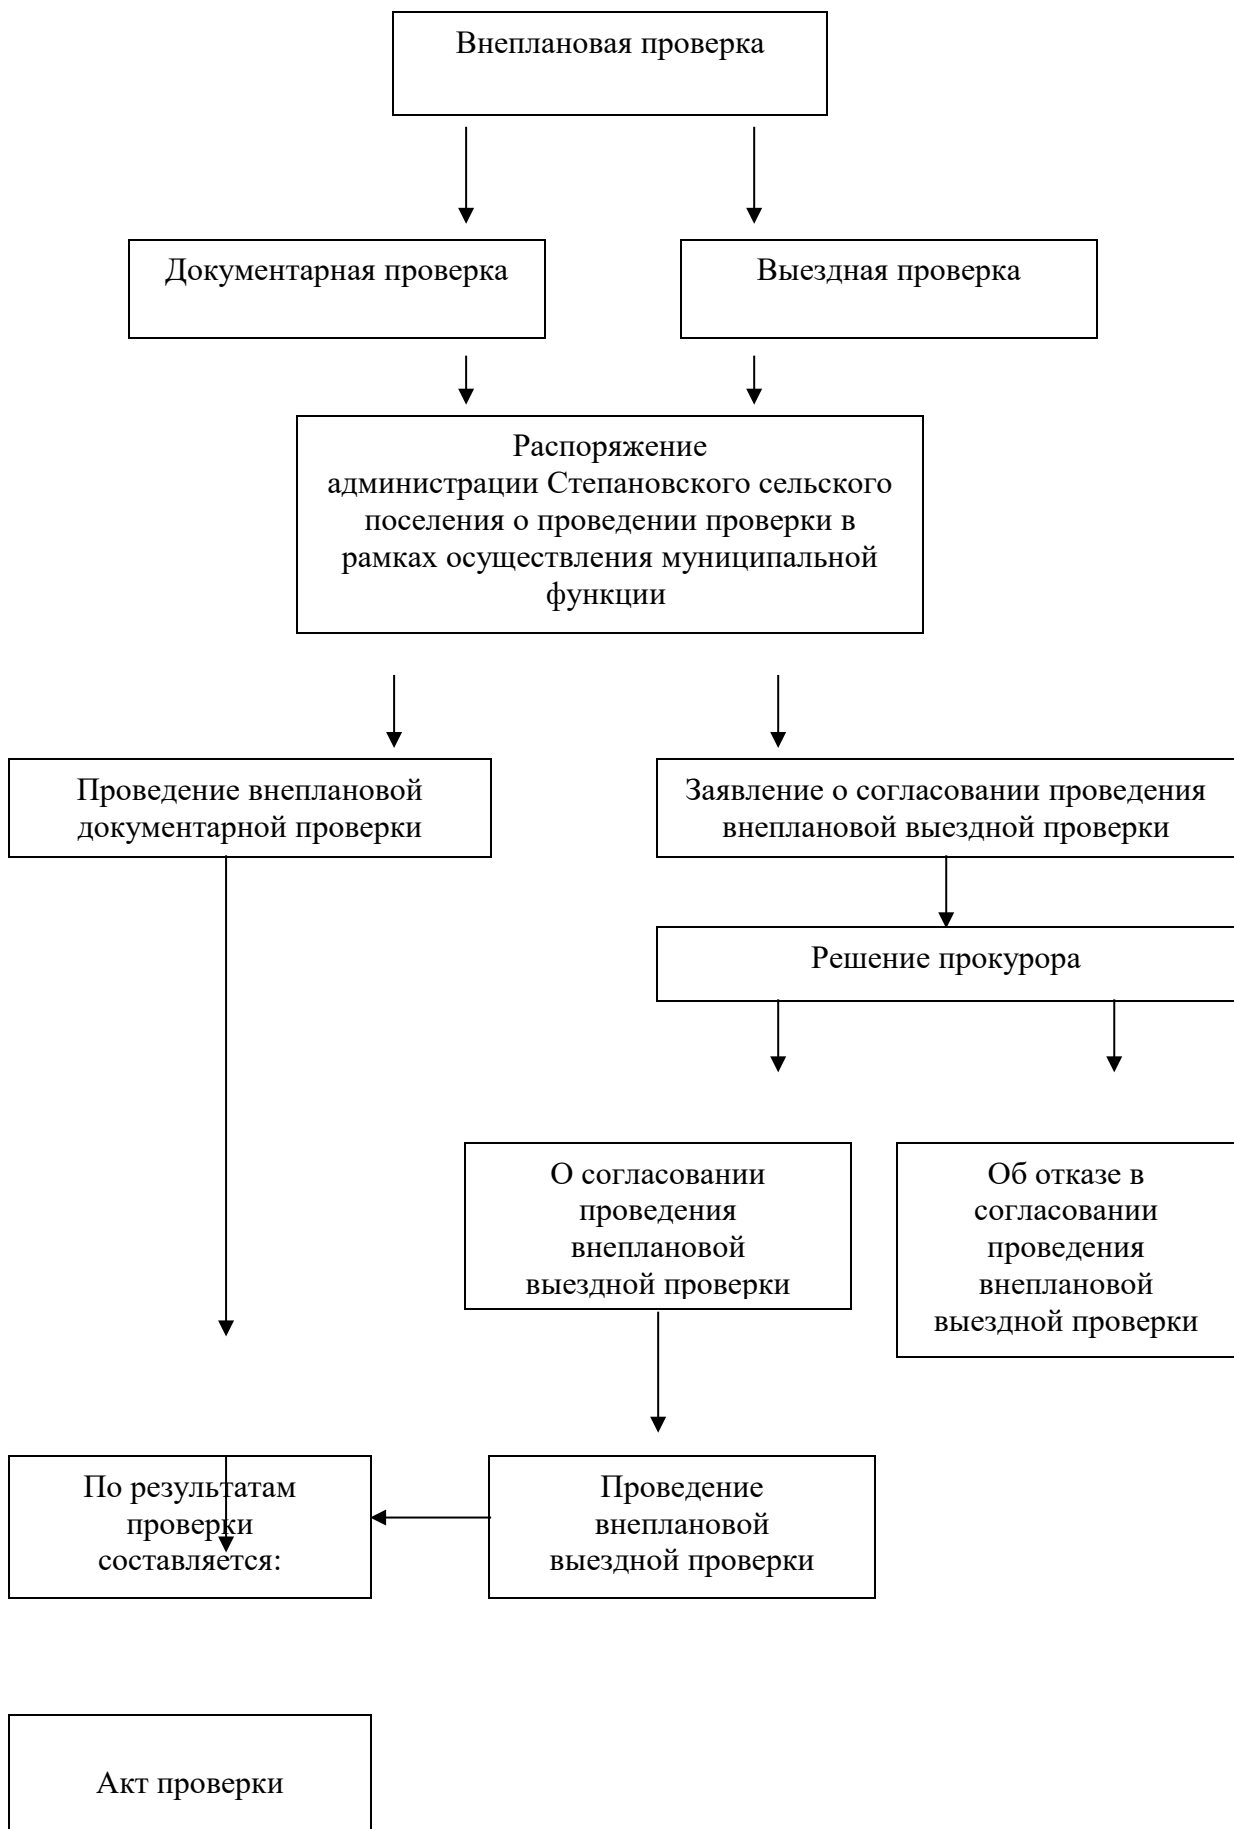 Внеплановая проверка
Документарная проверка
Выездная проверка
Распоряжение
администрации Степановского сельского
поселения о проведении проверки в
рамках осуществления муниципальной
функции
Проведение внеплановой
документарной проверки
Заявление о согласовании проведения
внеплановой выездной проверки
Решение прокурора
О согласовании
проведения
внеплановой
выездной проверки
Об отказе в
согласовании
проведения
внеплановой
выездной проверки
По результатам
проверки
составляется:
Проведение
внеплановой
выездной проверки
Акт проверки